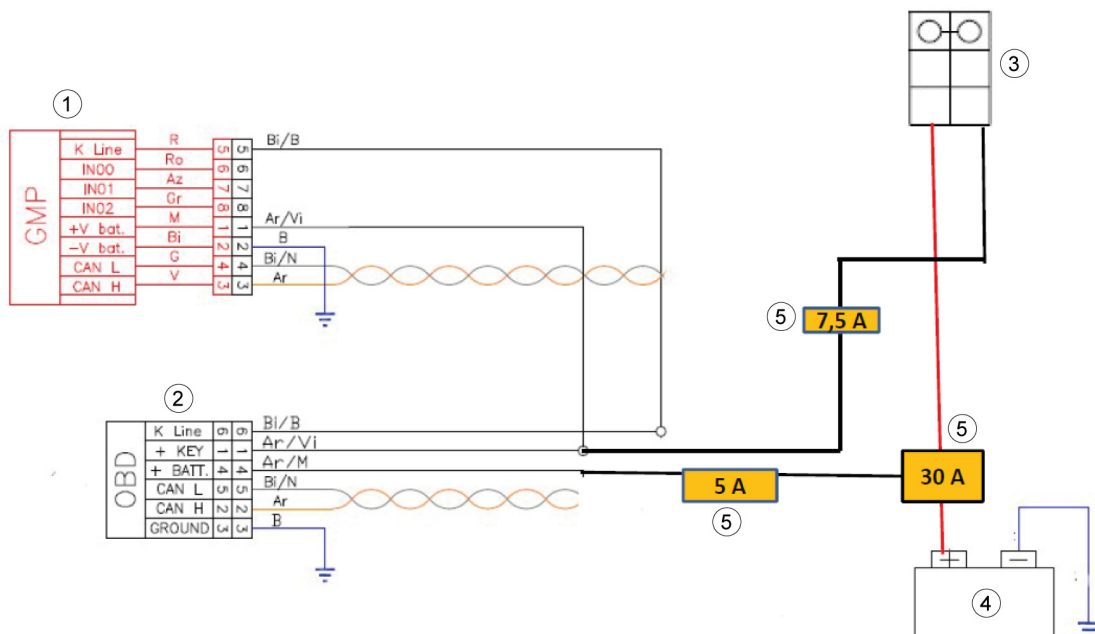 1
GMP
K Line R 5 5 Bi/B
IN00 Ro 6 6
IN01 Az 7 7
IN02 Gr 8 8
+V bat. M 1 1 Ar/Vi
-V bat. Bi 2 2 B
CAN L G 4 4 Bi/N
CAN H V 3 3 Ar
3
5 7,5 A
2
OBD
K Line 6 6 Bi/B
+ KEY 1 1 Ar/Vi
+ BATT. 4 4 Ar/M
CAN L 5 5 Bi/N
CAN H 2 2 Ar
GROUND 3 3 B
5 A
5
5
30 A
+ −
4